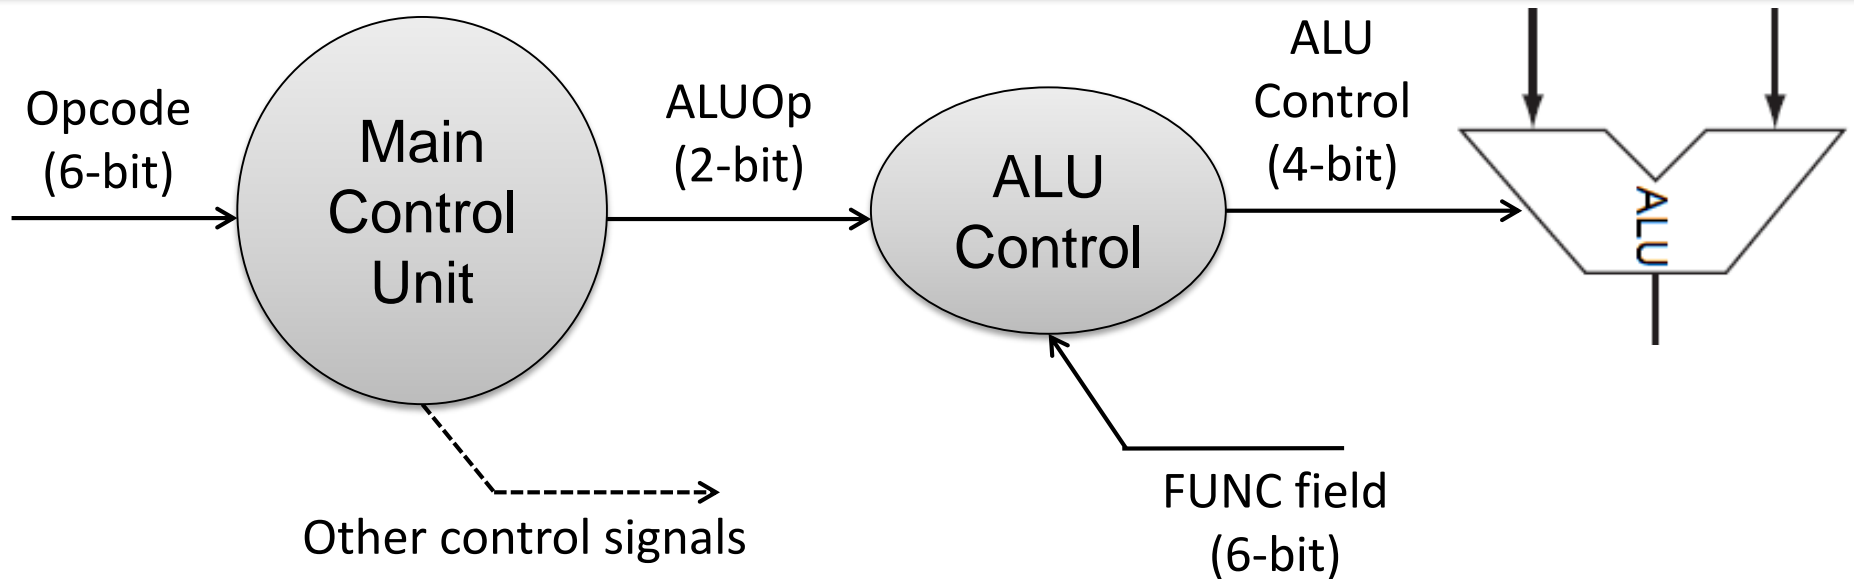 Opcode
(6-bit)
Main
Control
Unit
ALUOp
(2-bit)
ALU
Control
ALU
Control
(4-bit)
ALU
Other control signals
FUNC field
(6-bit)